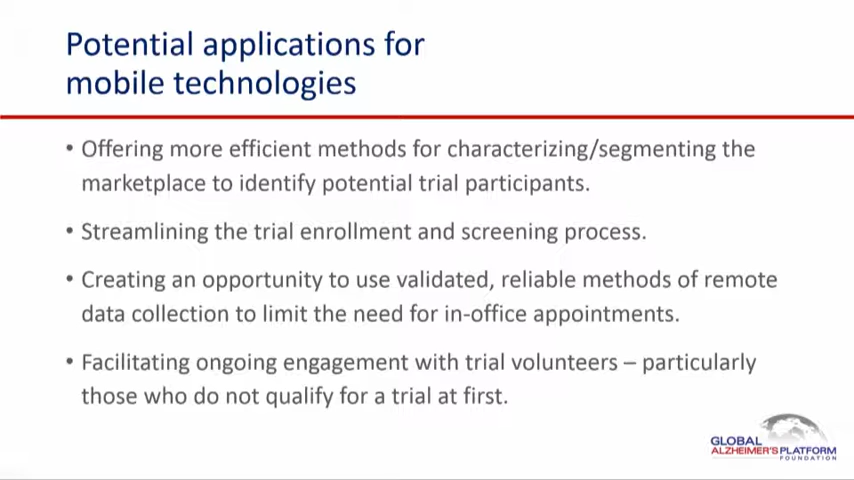 Potential applications for
mobile technologies
• Offering more efficient methods for characterizing/segmenting the
marketplace to identify potential trial participants.
• Streamlining the trial enrollment and screening process.
• Creating an opportunity to use validated, reliable methods of remote
data collection to limit the need for in-office appointments.
• Facilitating ongoing engagement with trial volunteers – particularly
those who do not qualify for a trial at first.
GLOBAL
ALZHEIMER'S PLATFORM
FOUNDATION